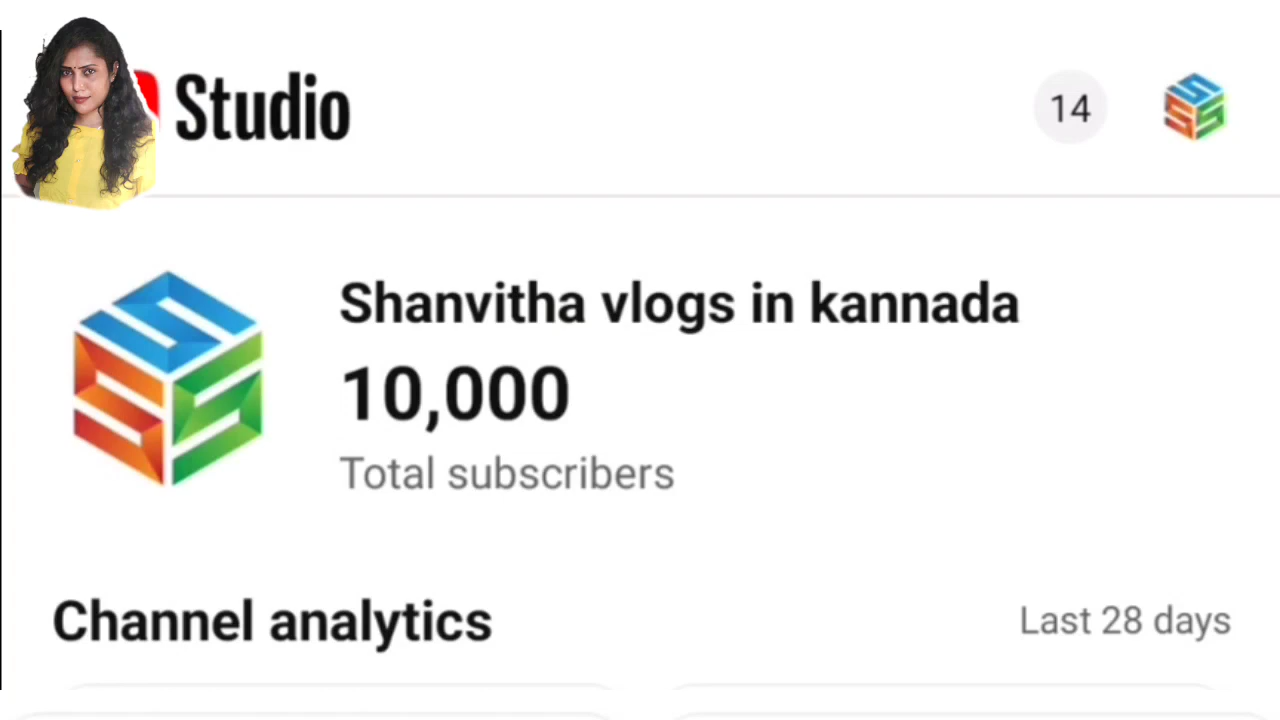 Studio
14
Shanvitha vlogs in kannada
10,000
Total subscribers
Channel analytics
Last 28 days